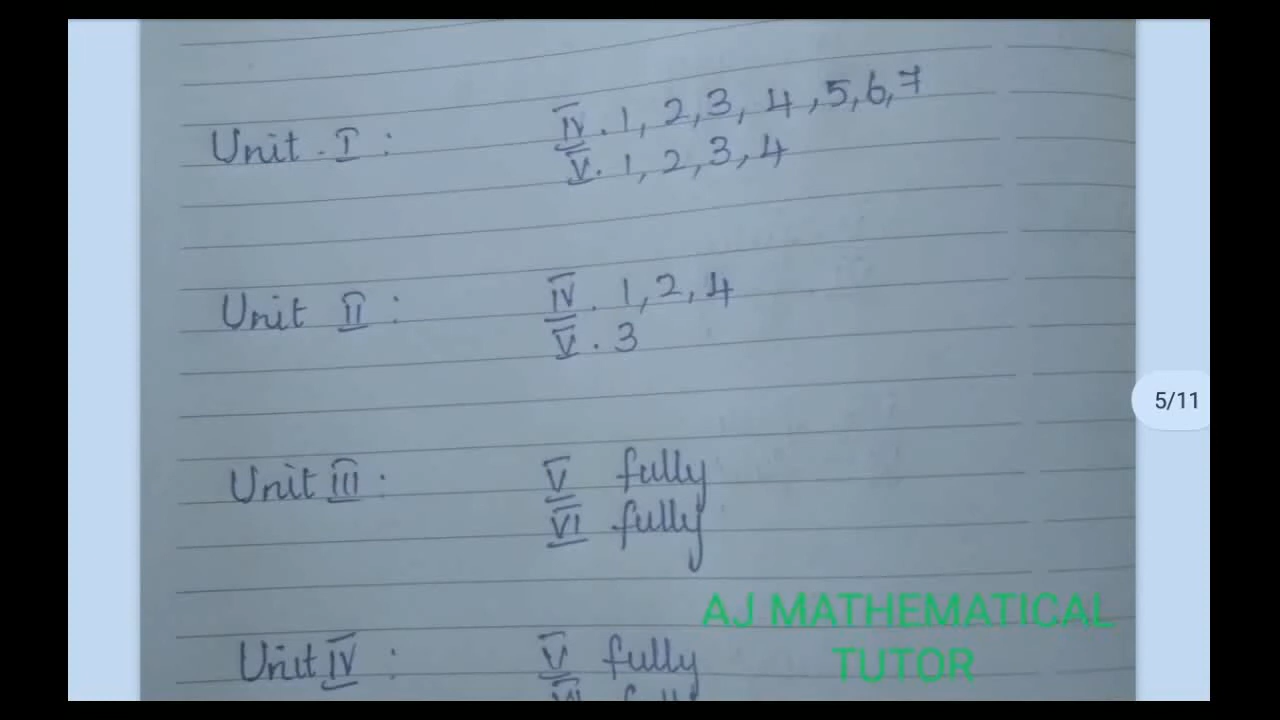 Unit . I : IV . 1, 2, 3, 4 , 5, 6, 7
V . 1, 2, 3, 4
Unit II : IV . 1, 2, 4
V . 3
5/11
Unit III : V fully
VI fully
AJ MATHEMATICAL
TUTOR
Unit IV : V fully